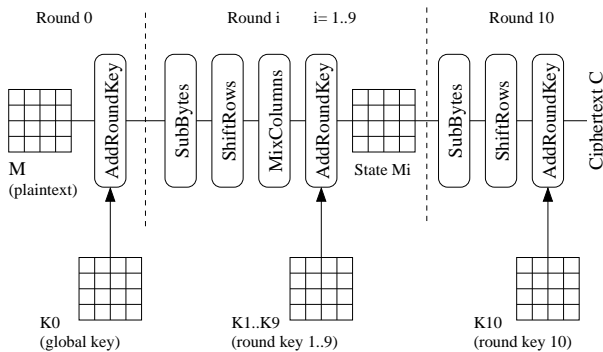 Round 0
Round i i= 1..9
Round 10
AddRoundKey
SubBytes
ShiftRows
MixColumns
AddRoundKey
SubBytes
ShiftRows
AddRoundKey
Ciphertext C
M
(plaintext)
State Mi
K0
(global key)
K1..K9
(round key 1..9)
K10
(round key 10)